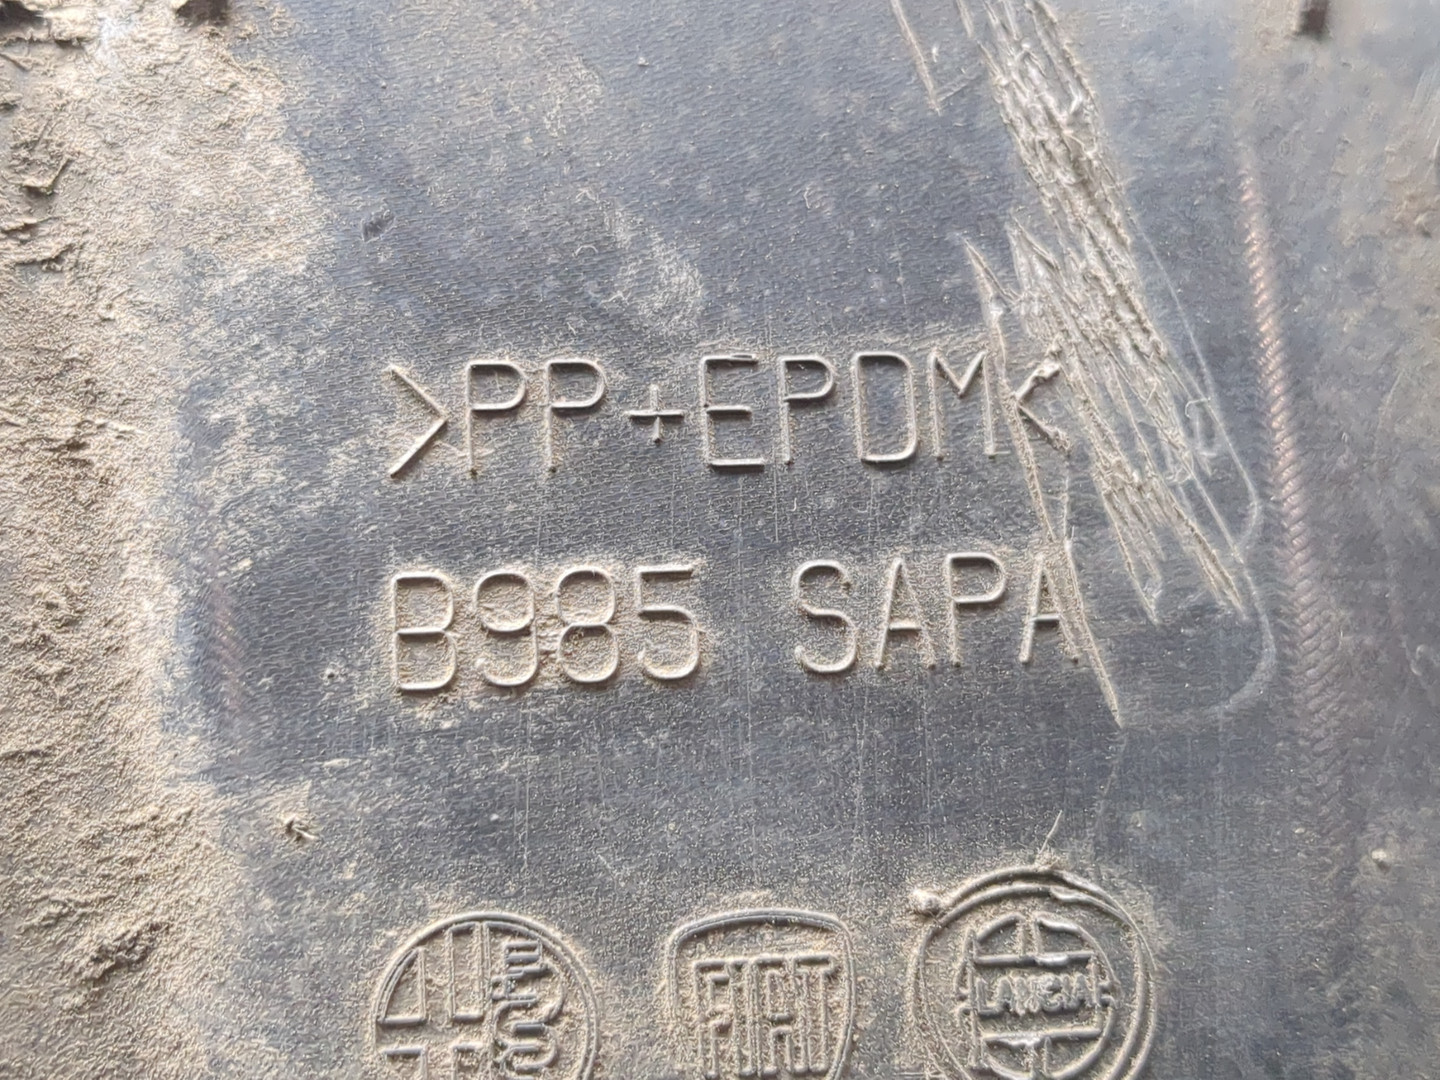 >PP+EPDM<
B985 SAPA
FIAT LANCIA